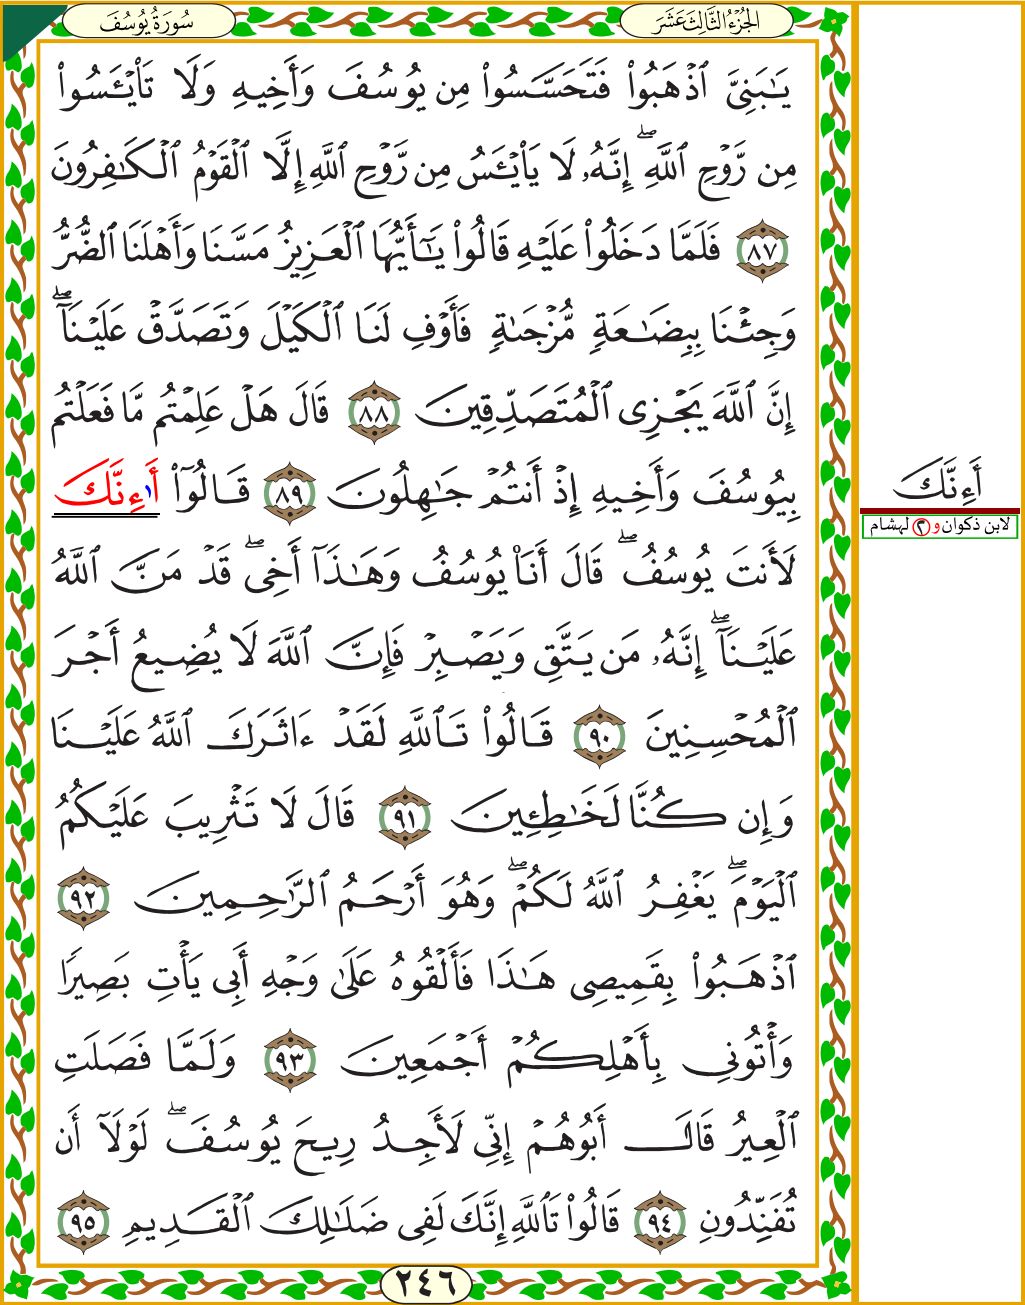 سُورَةُ يُوسُفَ
الجُزْءُ الثَّالِثَ عَشَرَ
يَٰبَنِيَّ ٱذْهَبُوا۟ فَتَحَسَّسُوا۟ مِن يُوسُفَ وَأَخِيهِ وَلَا تَا۟يْـَٔسُوا۟
مِن رَّوْحِ ٱللَّهِۖ إِنَّهُۥ لَا يَا۟يْـَٔسُ مِن رَّوْحِ ٱللَّهِ إِلَّا ٱلْقَوْمُ ٱلْكَٰفِرُونَ
٨٧ فَلَمَّا دَخَلُوا۟ عَلَيْهِ قَالُوا۟ يَٰٓأَيُّهَا ٱلْعَزِيزُ مَسَّنَا وَأَهْلَنَا ٱلضُّرُّ
وَجِئْنَا بِبِضَٰعَةٍ مُّزْجَىٰةٍ فَأَوْفِ لَنَا ٱلْكَيْلَ وَتَصَدَّقْ عَلَيْنَآۖ
إِنَّ ٱللَّهَ يَجْزِى ٱلْمُتَصَدِّقِينَ ٨٨ قَالَ هَلْ عَلِمْتُم مَّا فَعَلْتُم
بِيُوسُفَ وَأَخِيهِ إِذْ أَنتُمْ جَٰهِلُونَ ٨٩ قَالُوٓا۟ أَٰءِنَّكَ
أَءِنَّكَ
لابن ذكوان و٢ لهشام
لَأَنتَ يُوسُفُۖ قَالَ أَنَا۠ يُوسُفُ وَهَٰذَآ أَخِىۖ قَدْ مَنَّ ٱللَّهُ
عَلَيْنَآۖ إِنَّهُۥ مَن يَتَّقِ وَيَصْبِرْ فَإِنَّ ٱللَّهَ لَا يُضِيعُ أَجْرَ
ٱلْمُحْسِنِينَ ٩٠ قَالُوا۟ تَٱللَّهِ لَقَدْ ءَاثَرَكَ ٱللَّهُ عَلَيْنَا
وَإِن كُنَّا لَخَٰطِـِٔينَ ٩١ قَالَ لَا تَثْرِيبَ عَلَيْكُمُ
ٱلْيَوْمَۖ يَغْفِرُ ٱللَّهُ لَكُمْۖ وَهُوَ أَرْحَمُ ٱلرَّٰحِمِينَ ٩٢
ٱذْهَبُوا۟ بِقَمِيصِى هَٰذَا فَأَلْقُوهُ عَلَىٰ وَجْهِ أَبِى يَأْتِ بَصِيرًا
وَأْتُونِى بِأَهْلِكُمْ أَجْمَعِينَ ٩٣ وَلَمَّا فَصَلَتِ
ٱلْعِيرُ قَالَ أَبُوهُمْ إِنِّى لَأَجِدُ رِيحَ يُوسُفَۖ لَوْلَآ أَن
تُفَنِّدُونِ ٩٤ قَالُوا۟ تَٱللَّهِ إِنَّكَ لَفِى ضَلَٰلِكَ ٱلْقَدِيمِ ٩٥
٢٤٦